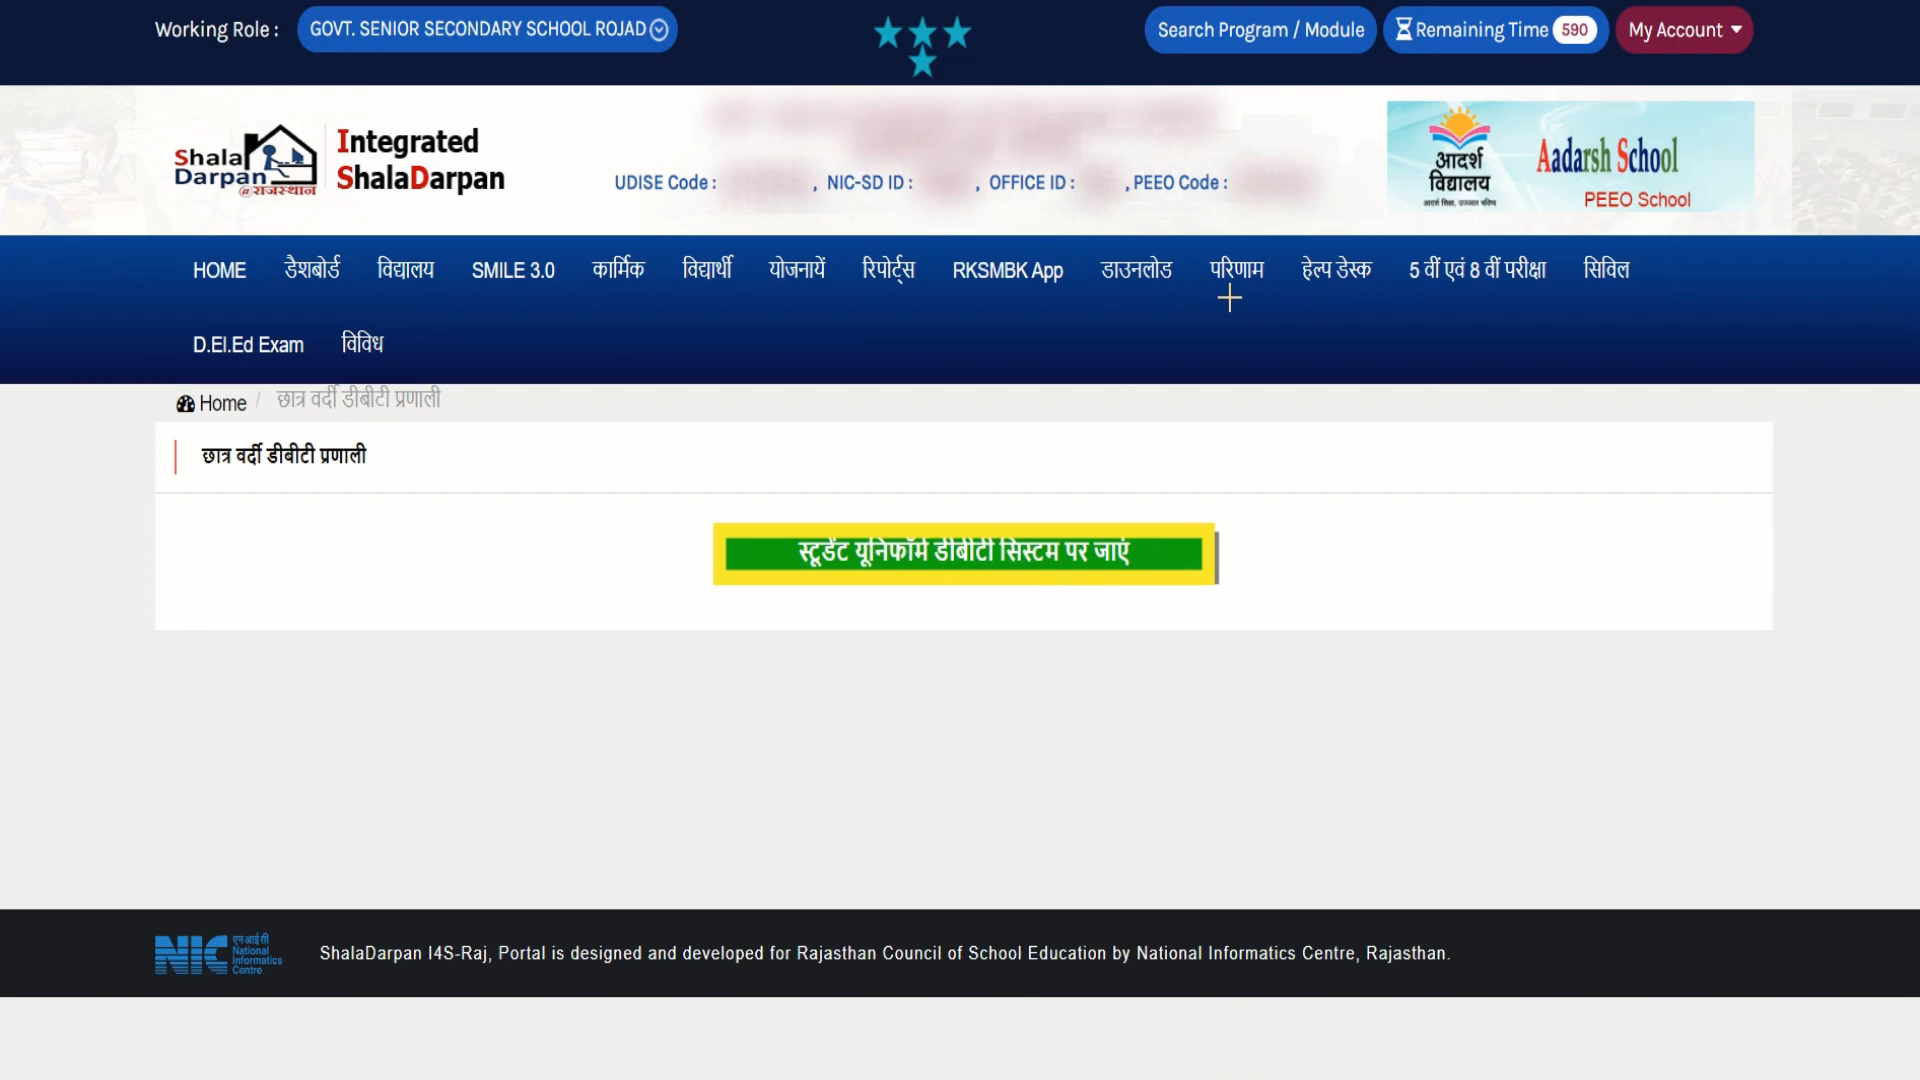 Working Role :
GOVT. SENIOR SECONDARY SCHOOL ROJAD
Search Program / Module
Remaining Time 590
My Account
Shala
Darpan
@राजस्थान
Integrated
ShalaDarpan
UDISE Code : , NIC-SD ID : , OFFICE ID : , PEEO Code :
आदर्श
विद्यालय
Aadarsh School
PEEO School
HOME डैशबोर्ड विद्यालय SMILE 3.0 कार्मिक विद्यार्थी योजनायें रिपोर्ट्स RKSMBK App डाउनलोड परिणाम हेल्प डेस्क 5 वीं एवं 8 वीं परीक्षा सिविल
D.El.Ed Exam विविध
Home / छात्र वर्दी डीबीटी प्रणाली
छात्र वर्दी डीबीटी प्रणाली
स्टूडेंट यूनिफॉर्म डीबीटी सिस्टम पर जाएं
NIC
एनआईसी
National
Informatics
Centre
ShalaDarpan I4S-Raj, Portal is designed and developed for Rajasthan Council of School Education by National Informatics Centre, Rajasthan.